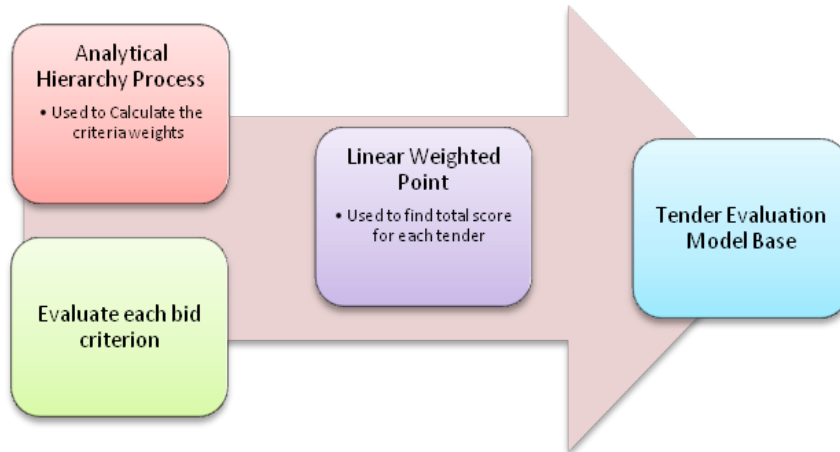 Analytical
Hierarchy Process
• Used to Calculate the
criteria weights
Evaluate each bid
criterion
Linear Weighted
Point
• Used to find total score
for each tender
Tender Evaluation
Model Base